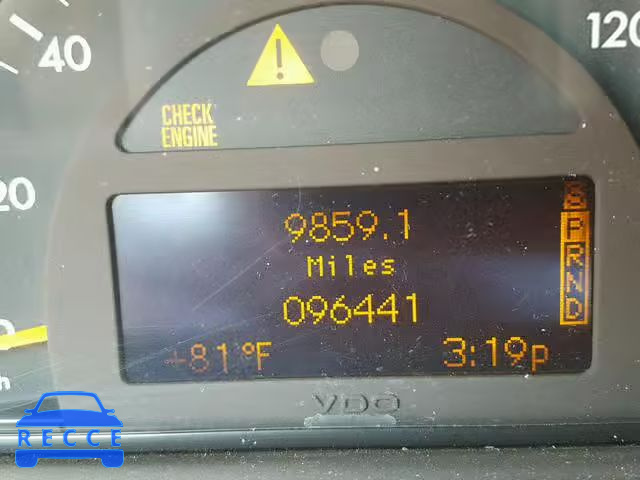 40
120
CHECK
ENGINE
20
9859.1
Miles
096441
+81°F
3:19p
S
P
R
N
D
VDO
RECCE